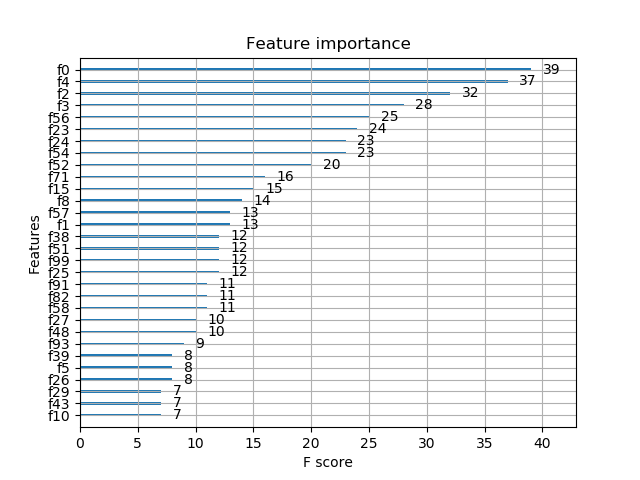 Feature importance
f0 39
f4 37
f2 32
f3 28
f56 25
f23 24
f24 23
f54 23
f52 20
f71 16
f15 15
f8 14
f57 13
f1 13
f38 12
f51 12
f99 12
f25 12
f91 11
f82 11
f58 11
f27 10
f48 10
f93 9
f39 8
f5 8
f26 8
f29 7
f43 7
f10 7
Features
0 5 10 15 20 25 30 35 40
F score